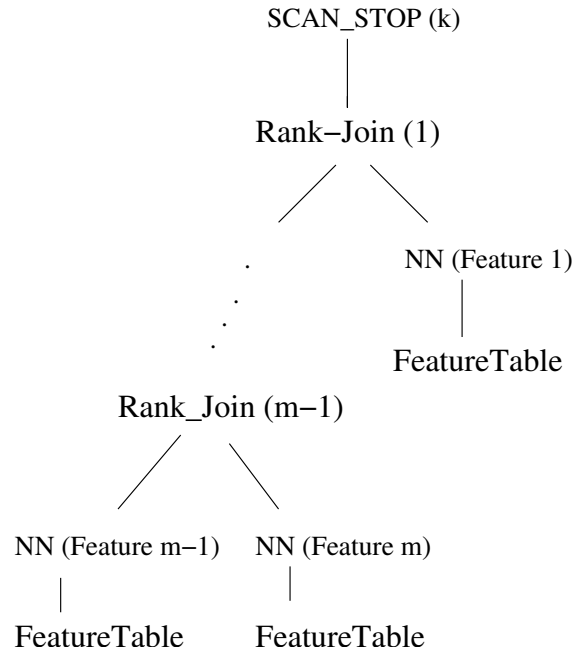 SCAN_STOP (k)
Rank−Join (1)
NN (Feature 1)
FeatureTable
Rank_Join (m−1)
NN (Feature m−1) NN (Feature m)
FeatureTable FeatureTable